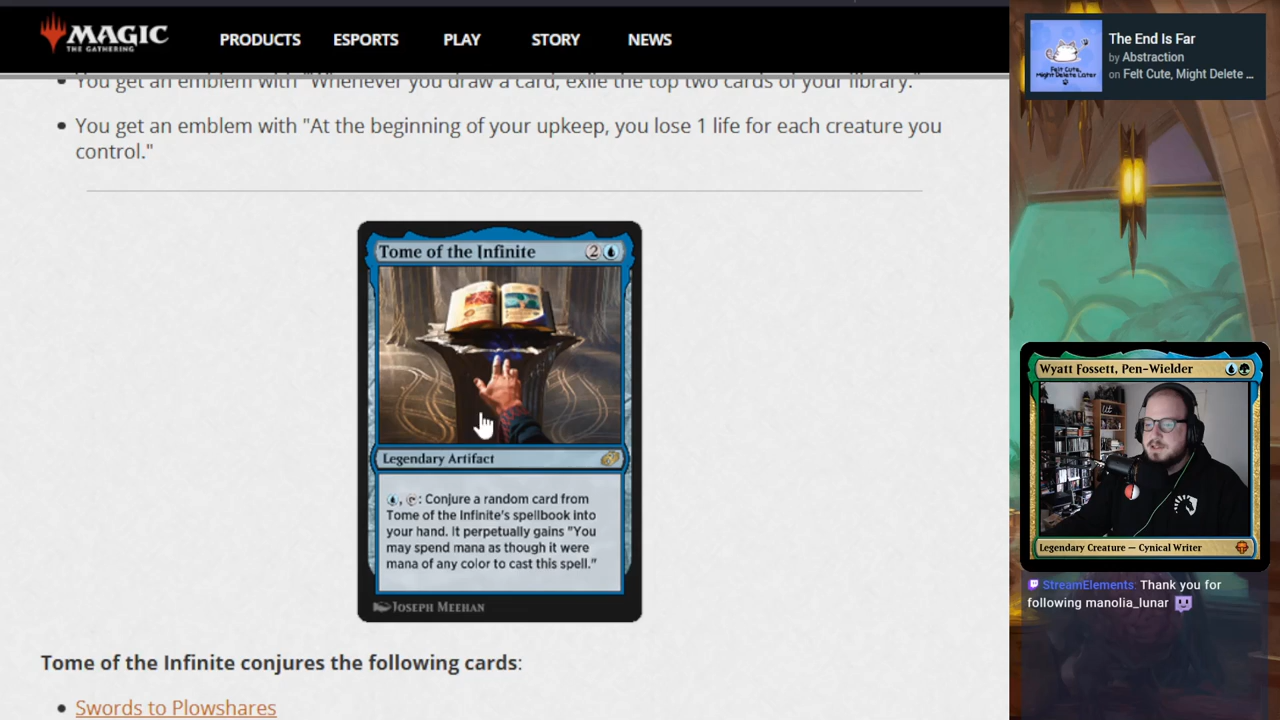 MAGIC
THE GATHERING
PRODUCTS
ESPORTS
PLAY
STORY
NEWS
You get an emblem with "Whenever you draw a card, exile the top two cards of your library."
You get an emblem with "At the beginning of your upkeep, you lose 1 life for each creature you
control."
Tome of the Infinite
2
Legendary Artifact
: Conjure a random card from
Tome of the Infinite's spellbook into
your hand. It perpetually gains "You
may spend mana as though it were
mana of any color to cast this spell."
JOSEPH MEEHAN
Tome of the Infinite conjures the following cards:
Swords to Plowshares
Felt Cute,
Might Delete Later
The End Is Far
by Abstraction
on Felt Cute, Might Delete ...
Wyatt Fossett, Pen-Wielder
Legendary Creature — Cynical Writer
StreamElements: Thank you for
following manolia_lunar